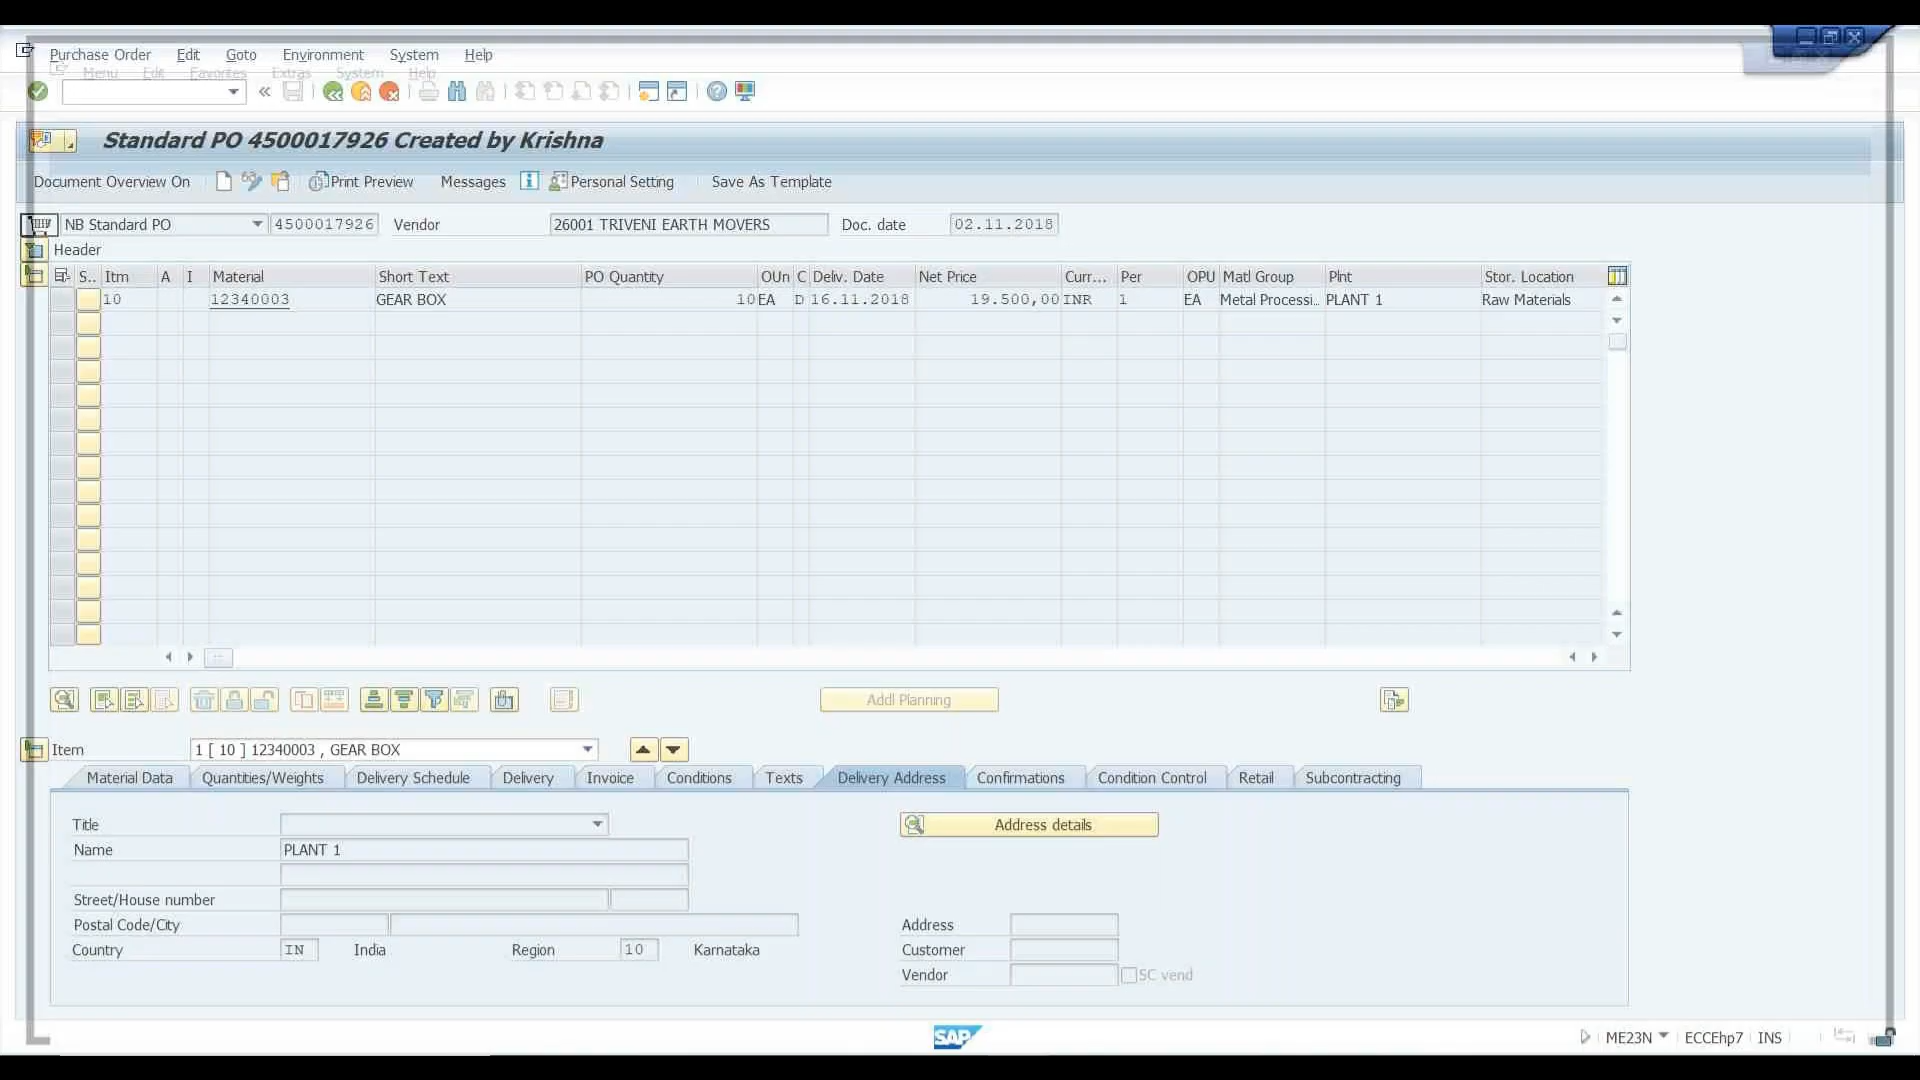 Purchase Order Edit Goto Environment System Help
Menu Edit Favorites Extras System Help
Standard PO 4500017926 Created by Krishna
Document Overview On Print Preview Messages Personal Setting Save As Template
NB Standard PO 4500017926 Vendor 26001 TRIVENI EARTH MOVERS Doc. date 02.11.2018
Header
S.. Itm A I Material Short Text PO Quantity OUn C Deliv. Date Net Price Curr... Per OPU Matl Group Plnt Stor. Location
10 12340003 GEAR BOX 10 EA D 16.11.2018 19.500,00 INR 1 EA Metal Processi.. PLANT 1 Raw Materials
Addl Planning
Item 1 [ 10 ] 12340003 , GEAR BOX
Material Data Quantities/Weights Delivery Schedule Delivery Invoice Conditions Texts Delivery Address Confirmations Condition Control Retail Subcontracting
Title Address details
Name PLANT 1
Street/House number
Postal Code/City Address
Country IN India Region 10 Karnataka Customer
Vendor SC vend
SAP ME23N ECCEhp7 INS